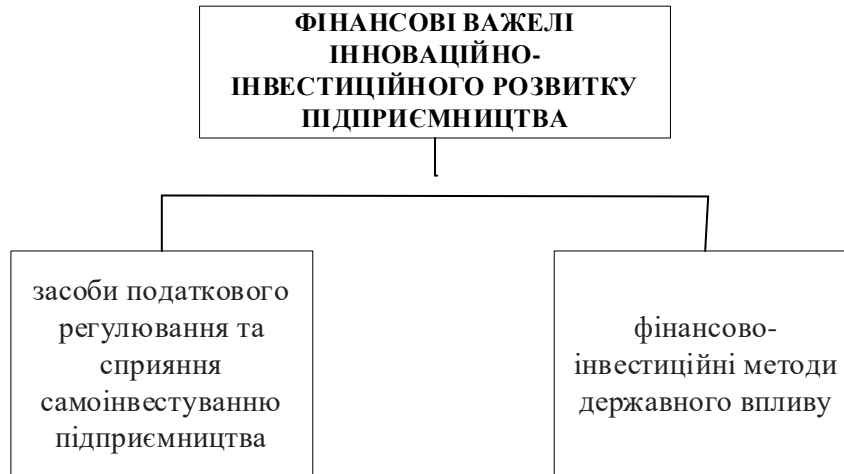 ФІНАНСОВІ ВАЖЕЛІ
ІННОВАЦІЙНО-
ІНВЕСТИЦІЙНОГО РОЗВИТКУ
ПІДПРИЄМНИЦТВА
засоби податкового
регулювання та
сприяння
самоінвестуванню
підприємництва
фінансово-
інвестиційні методи
державного впливу